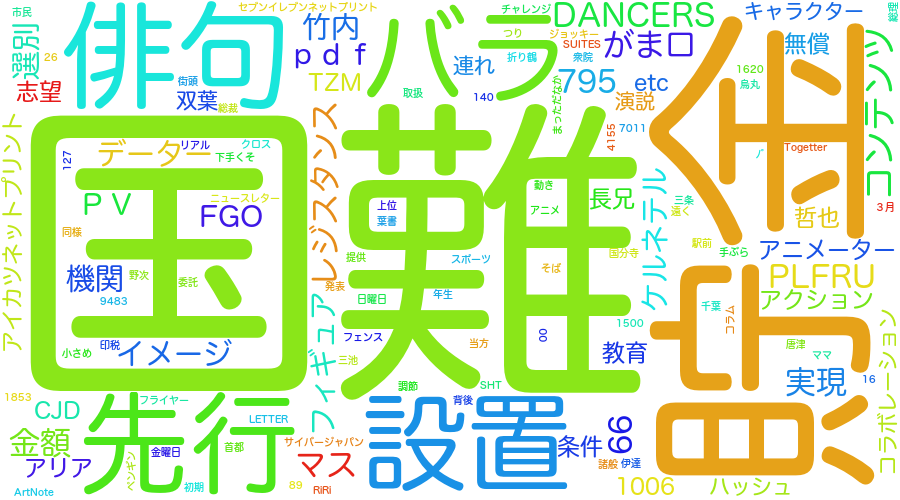 市民
セブンイレブンネットプリント
チャレンジ
DANCERS
キャラクター
選別
26
俳句
竹内
バラ
つり
ジョッキー
SUITES
がま口
無償
コンテンツ
pdf
折り鶴
衆院
志望
街頭
双葉
総裁
TZM
連れ
795
etc
1620
烏丸
金
取扱
140
まっただなか
演説
4155
7011
Togetter
アイカツネットプリント
127
リアル
クロス
データー
下手くそ
レジスタンス
国難
上位
葉書
動き
アニメ
長兄
ケルネテル
三条
遠く
3月
哲也
PV
ニュースレター
FGO
同様
機関
野次
委託
9483
提供
スポーツ
そば
国分寺
駅前
手ぶら
アニメーター
発表
日曜日
年生
PLFRU
アクション
千葉
コラム
1500
印税
小さめ
イメージ
フィギュア
フェンス
三池
当方
00
教育
唐津
ママ
コラボレーション
宁
16
実現
1853
CJD
フライヤー
先行
LETTER
調節
SHT
背後
設置
66
条件
諸般
伊達
金額
アリア
ペンギン
金曜日
首都
サイバージャパン
マス
初期
89
RiRi
ArtNote
1006
ハッシュ